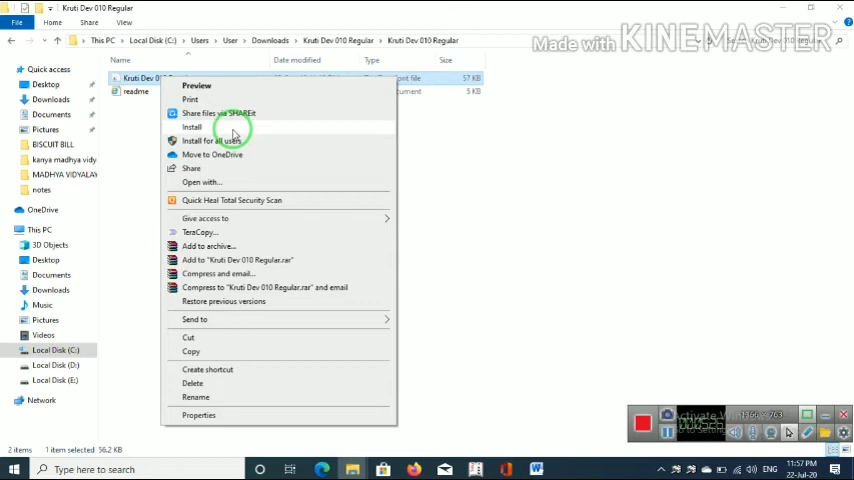 Kruti Dev 010 Regular
File
Home
Share
View
This PC
Local Disk (C:)
Users
User
Downloads
Kruti Dev 010 Regular
Kruti Dev 010 Regular
Made with KINEMASTER
Name
Date modified
Type
Size
Quick access
Desktop
Downloads
Documents
Pictures
BISCUIT BILL
kanya madhya vidy
MADHYA VIDYALAY
notes
OneDrive
This PC
3D Objects
Desktop
Documents
Downloads
Music
Pictures
Videos
Local Disk (C:)
Local Disk (D:)
Local Disk (E:)
Network
Kruti Dev
font file
57 KB
readme
5 KB
Preview
Print
Share files via SHAREit
Install
Install for all users
Move to OneDrive
Share
Open with...
Quick Heal Total Security Scan
Give access to
TeraCopy...
Add to archive...
Add to "Kruti Dev 010 Regular.rar"
Compress and email...
Compress to "Kruti Dev 010 Regular.rar" and email
Restore previous versions
Send to
Cut
Copy
Create shortcut
Delete
Rename
Properties
2 items
1 item selected 56.2 KB
Type here to search
ENG
11:57 PM
22-Jul-20